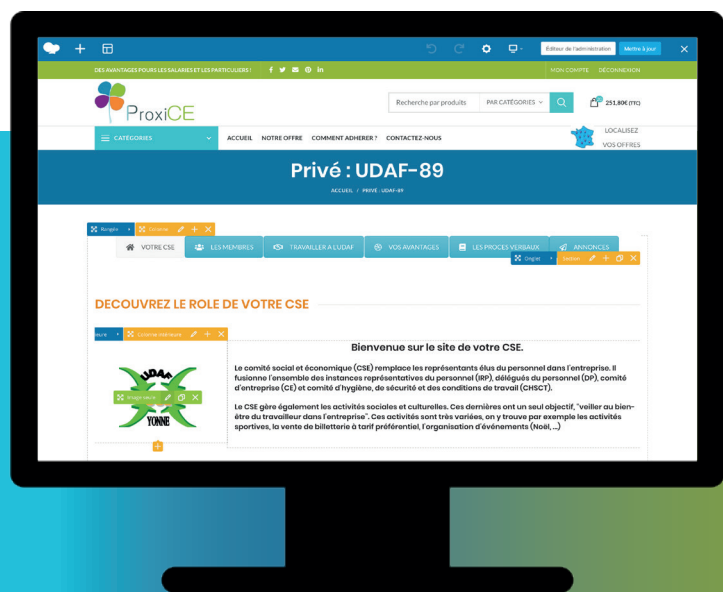 Éditeur de l'administration Mettre à jour
DES AVANTAGES POURS LES SALARIES ET LES PARTICULIERS ! MON COMPTE DÉCONNEXION
ProxiCE
Recherche par produits PAR CATÉGORIES 251,80€ (TTC)
CATÉGORIES ACCUEIL NOTRE OFFRE COMMENT ADHERER ? CONTACTEZ-NOUS LOCALISEZ
VOS OFFRES
Privé : UDAF-89
ACCUEIL / PRIVÉ : UDAF-89
Rangée Colonne
VOTRE CSE LES MEMBRES TRAVAILLER A L'UDAF VOS AVANTAGES LES PROCES VERBAUX ANNONCES
Onglet Section
DECOUVREZ LE ROLE DE VOTRE CSE
Colonne intérieure
Bienvenue sur le site de votre CSE.
Le comité social et économique (CSE) remplace les représentants élus du personnel dans l'entreprise. Il
fusionne l'ensemble des instances représentatives du personnel (IRP), délégués du personnel (DP), comité
d'entreprise (CE) et comité d'hygiène, de sécurité et des conditions de travail (CHSCT).
Le CSE gère également les activités sociales et culturelles. Ces dernières ont un seul objectif, "veiller au bien-
être du travailleur dans l'entreprise". Ces activités sont très variées, on y trouve par exemple les activités
sportives, la vente de billetterie à tarif préférentiel, l'organisation d'événements (Noël, ...)
UDAF
Image seule
YONNE